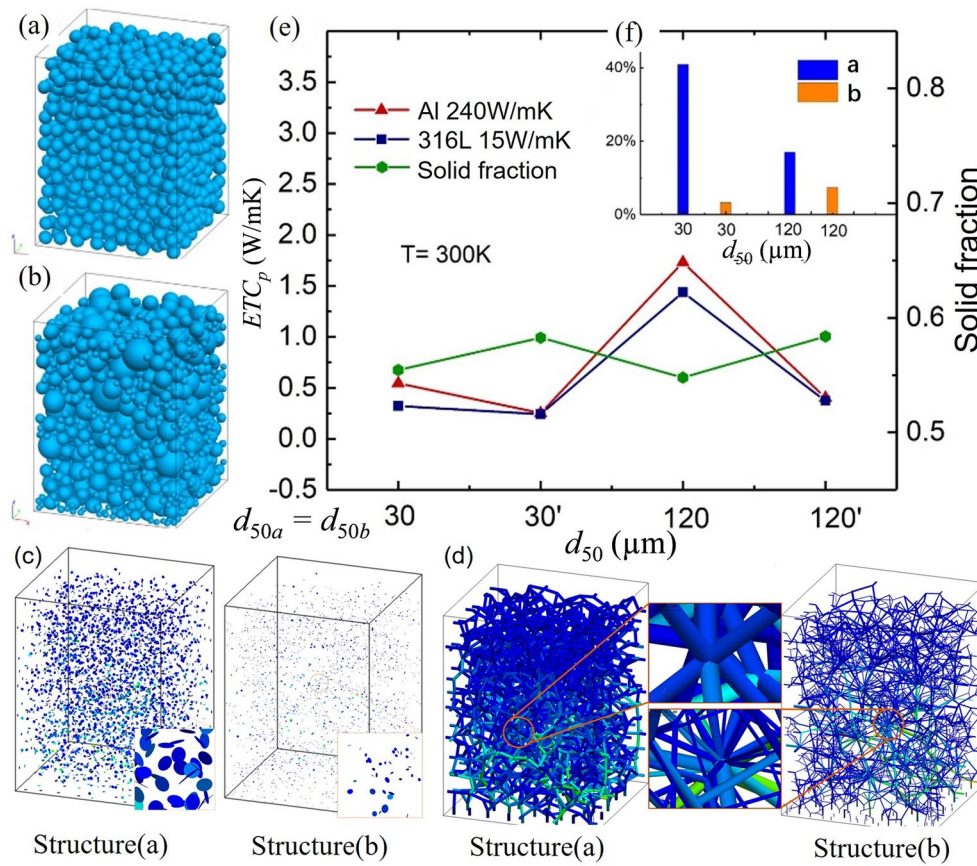 (a)
(b)
(e)
3.5
3.0
2.5
2.0
1.5
1.0
0.5
0.0
-0.5
ETCp (W/mK)
Al 240W/mK
316L 15W/mK
Solid fraction
T= 300K
(f)
40%
20%
0%
a
b
30
30
120
120
d50 (µm)
0.8
0.7
0.6
0.5
Solid fraction
d50a = d50b
30
30'
120
120'
d50 (µm)
(c)
Structure(a)
Structure(b)
(d)
Structure(a)
Structure(b)